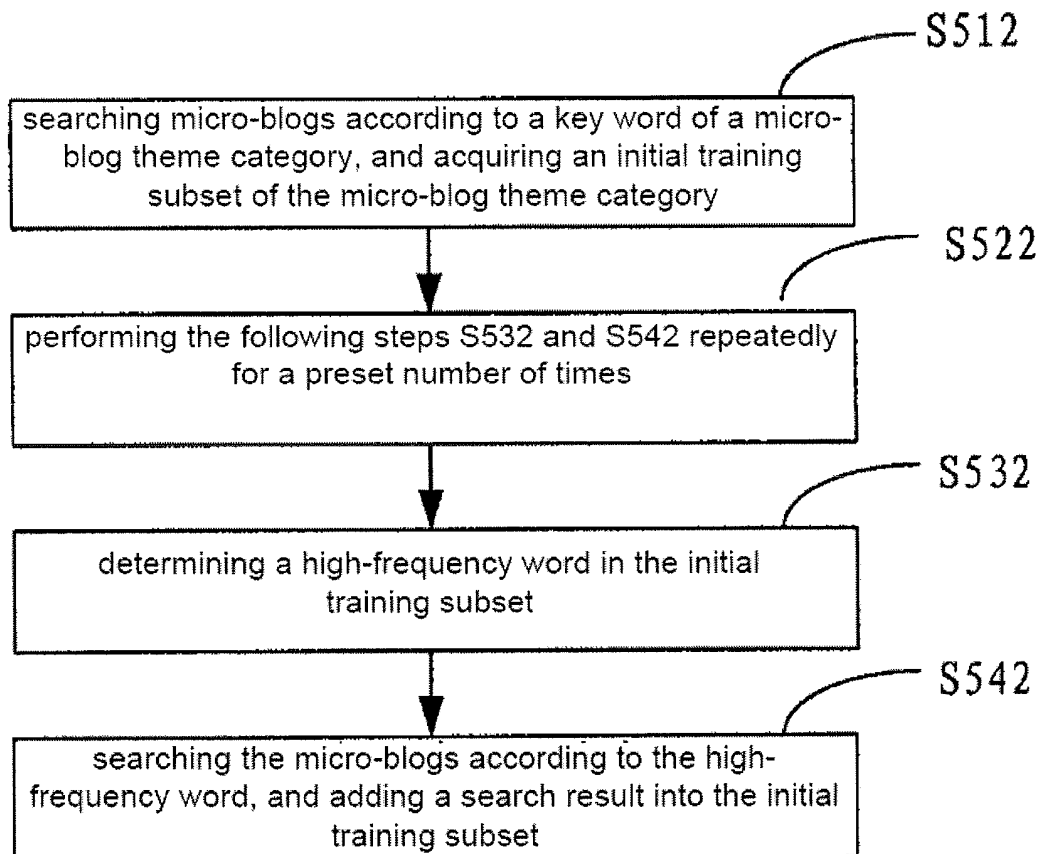 S512
searching micro-blogs according to a key word of a micro-
blog theme category, and acquiring an initial training
subset of the micro-blog theme category
S522
performing the following steps S532 and S542 repeatedly
for a preset number of times
S532
determining a high-frequency word in the initial
training subset
S542
searching the micro-blogs according to the high-
frequency word, and adding a search result into the initial
training subset